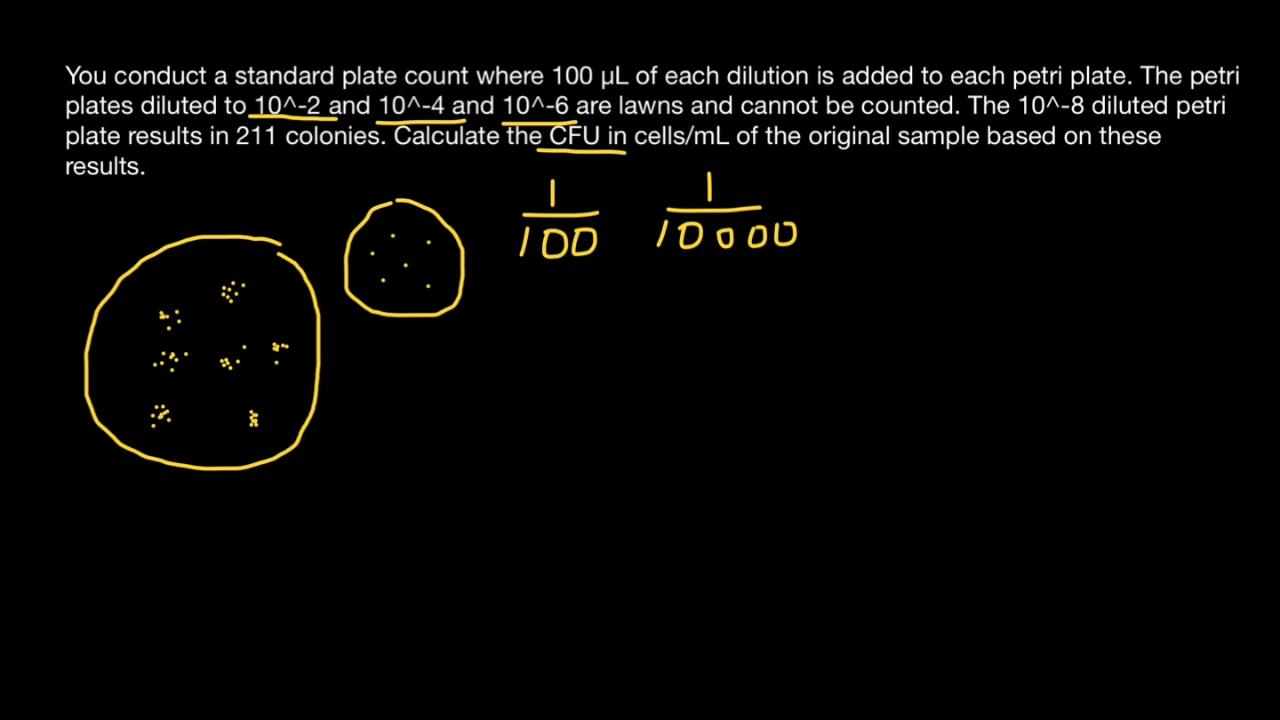 You conduct a standard plate count where 100 µL of each dilution is added to each petri plate. The petri
plates diluted to 10^-2 and 10^-4 and 10^-6 are lawns and cannot be counted. The 10^-8 diluted petri
plate results in 211 colonies. Calculate the CFU in cells/mL of the original sample based on these
results.
1 1
100 10000